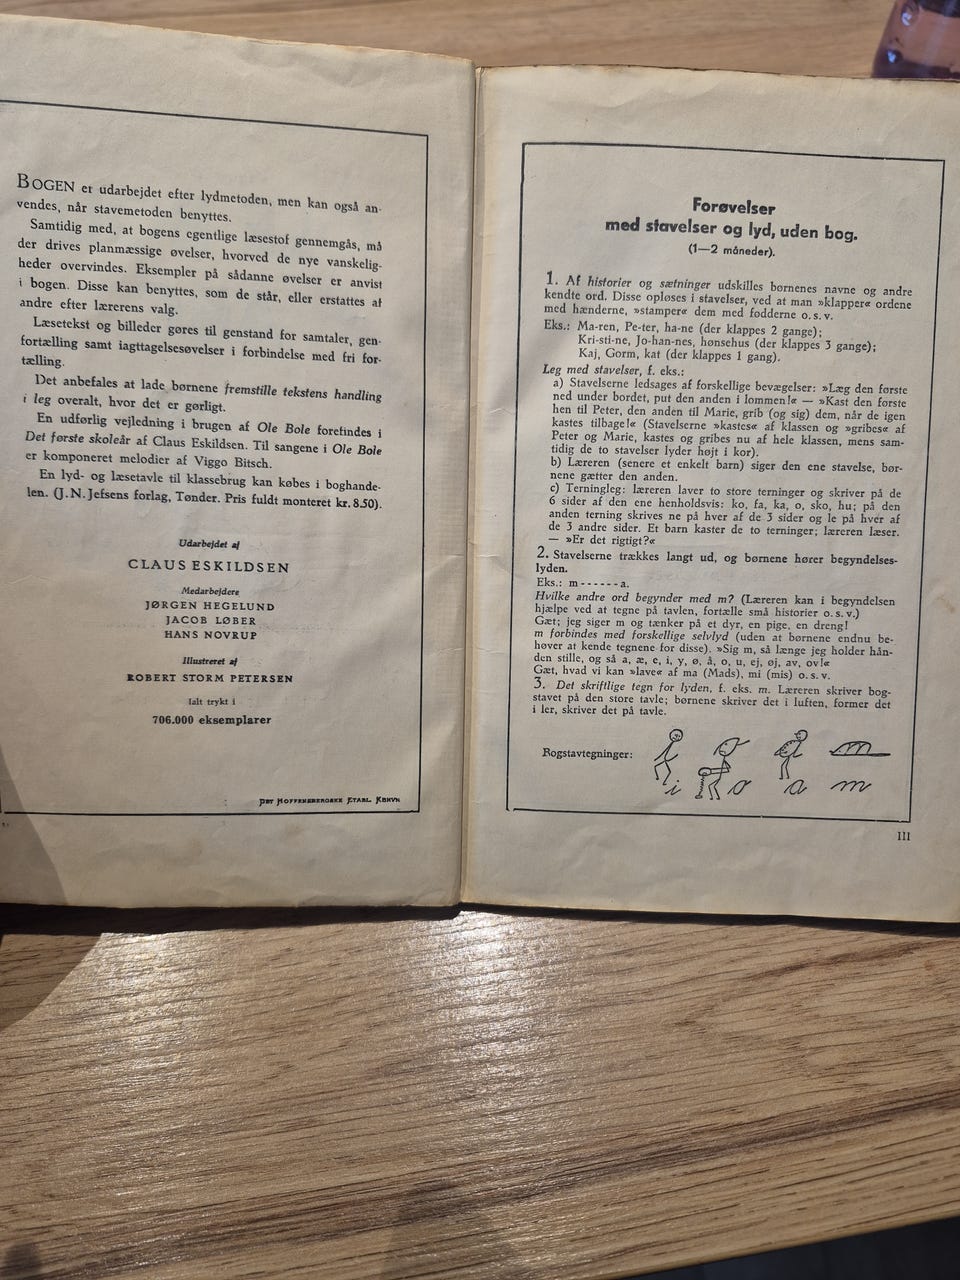 BOGEN er udarbejdet efter lydmetoden, men kan også an-
vendes, når stavemetoden benyttes.
Samtidig med, at bogens egentlige læsestof gennemgås, må
der drives planmæssige øvelser, hvorved de nye vanskelig-
heder overvindes. Eksempler på sådanne øvelser er anvist
i bogen. Disse kan benyttes, som de står, eller erstattes af
andre efter lærerens valg.
Læsetekst og billeder gøres til genstand for samtaler, gen-
fortælling samt iagttagelsesøvelser i forbindelse med fri for-
tælling.
Det anbefales at lade børnene fremstille tekstens handling
i leg overalt, hvor det er gørligt.
En udførlig vejledning i brugen af Ole Bole forefindes i
Det første skoleår af Claus Eskildsen. Til sangene i Ole Bole
er komponeret melodier af Viggo Bitsch.
En lyd- og læsetavle til klassebrug kan købes i boghande-
len. (J. N. Jefsens forlag, Tønder. Pris fuldt monteret kr. 8.50).
Udarbejdet af
CLAUS ESKILDSEN
Medarbejdere
JØRGEN HEGELUND
JACOB LØBER
HANS NOVRUP
Illustreret af
ROBERT STORM PETERSEN
Ialt trykt i
706.000 eksemplarer
DET HOFFENSBERGSKE ETABL. KBHVN
Forøvelser
med stavelser og lyd, uden bog.
(1—2 måneder).
1. Af historier og sætninger udskilles børnenes navne og andre
kendte ord. Disse opløses i stavelser, ved at man »klapper« ordene
med hænderne, »stamper« dem med fødderne o. s. v.
Eks.: Ma-ren, Pe-ter, ha-ne (der klappes 2 gange);
Kri-sti-ne, Jo-han-nes, hønsehus (der klappes 3 gange);
Kaj, Gorm, kat (der klappes 1 gang).
Leg med stavelser, f. eks.:
a) Stavelserne ledsages af forskellige bevægelser: »Læg den første
ned under bordet, put den anden i lommen!« — »Kast den første
hen til Peter, den anden til Marie, grib (og sig) dem, når de igen
kastes tilbage!« (Stavelserne »kastes« af klassen og »gribes« af
Peter og Marie, kastes og gribes nu af hele klassen, mens sam-
tidig de to stavelser lyder højt i kor).
b) Læreren (senere et enkelt barn) siger den ene stavelse, bør-
nene gætter den anden.
c) Terningleg: læreren laver to store terninger og skriver på de
6 sider af den ene henholdsvis: ko, fa, ka, o, sko, hu; på den
anden terning skrives ne på hver af de 3 sider og le på hver af
de 3 andre sider. Et barn kaster de to terninger; læreren læser.
— »Er det rigtigt?«
2. Stavelserne trækkes langt ud, og børnene hører begyndelses-
lyden.
Eks.: m - - - - - - a.
Hvilke andre ord begynder med m? (Læreren kan i begyndelsen
hjælpe ved at tegne på tavlen, fortælle små historier o. s. v.)
Gæt; jeg siger m og tænker på et dyr, en pige, en dreng!
m forbindes med forskellige selvlyd (uden at børnene endnu be-
høver at kende tegnene for disse). »Sig m, så længe jeg holder hån-
den stille, og så a, æ, e, i, y, ø, å, o, u, ej, øj, av, ov!«
Gæt, hvad vi kan »lave« af ma (Mads), mi (mis) o. s. v.
3. Det skriftlige tegn for lyden, f. eks. m. Læreren skriver bog-
stavet på den store tavle; børnene skriver det i luften, former det
i ler, skriver det på tavle.
Bogstavtegninger:
i o a m
III